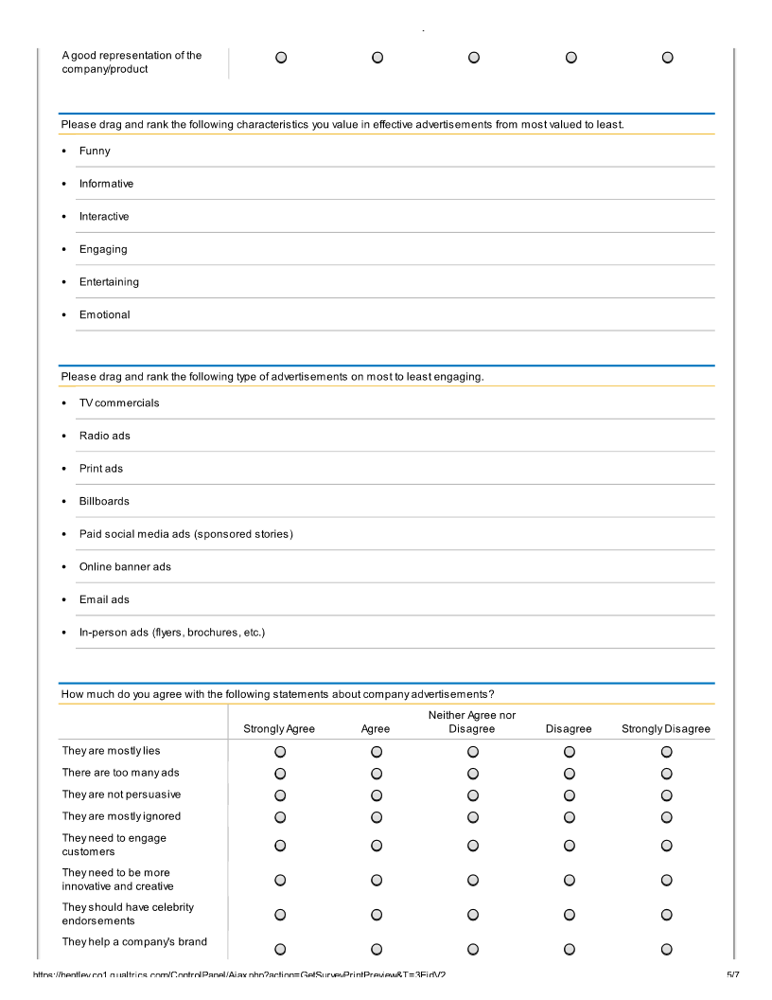 A good representation of the
company/product
Please drag and rank the following characteristics you value in effective advertisements from most valued to least.
• Funny
• Informative
• Interactive
• Engaging
• Entertaining
• Emotional
Please drag and rank the following type of advertisements on most to least engaging.
• TV commercials
• Radio ads
• Print ads
• Billboards
• Paid social media ads (sponsored stories)
• Online banner ads
• Email ads
• In-person ads (flyers, brochures, etc.)
How much do you agree with the following statements about company advertisements?
Strongly Agree Agree Neither Agree nor Disagree Disagree Strongly Disagree
They are mostly lies
There are too many ads
They are not persuasive
They are mostly ignored
They need to engage
customers
They need to be more
innovative and creative
They should have celebrity
endorsements
They help a company's brand
https://bentley.co1.qualtrics.com/ControlPanel/Ajax.php?action=GetSurveyPrintPreview&T=3EidV2 5/7